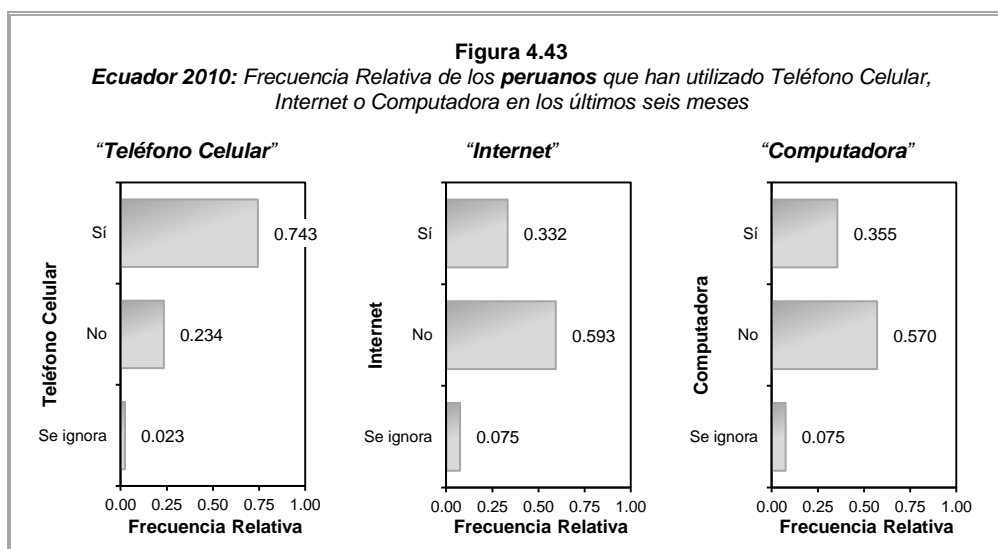 Figura 4.43
Ecuador 2010: Frecuencia Relativa de los peruanos que han utilizado Teléfono Celular,
Internet o Computadora en los últimos seis meses
“Teléfono Celular”
Teléfono Celular
Sí
0.743
No
0.234
Se ignora
0.023
0.00 0.25 0.50 0.75 1.00
Frecuencia Relativa
“Internet”
Internet
Sí
0.332
No
0.593
Se ignora
0.075
0.00 0.25 0.50 0.75 1.00
Frecuencia Relativa
“Computadora”
Computadora
Sí
0.355
No
0.570
Se ignora
0.075
0.00 0.25 0.50 0.75 1.00
Frecuencia Relativa